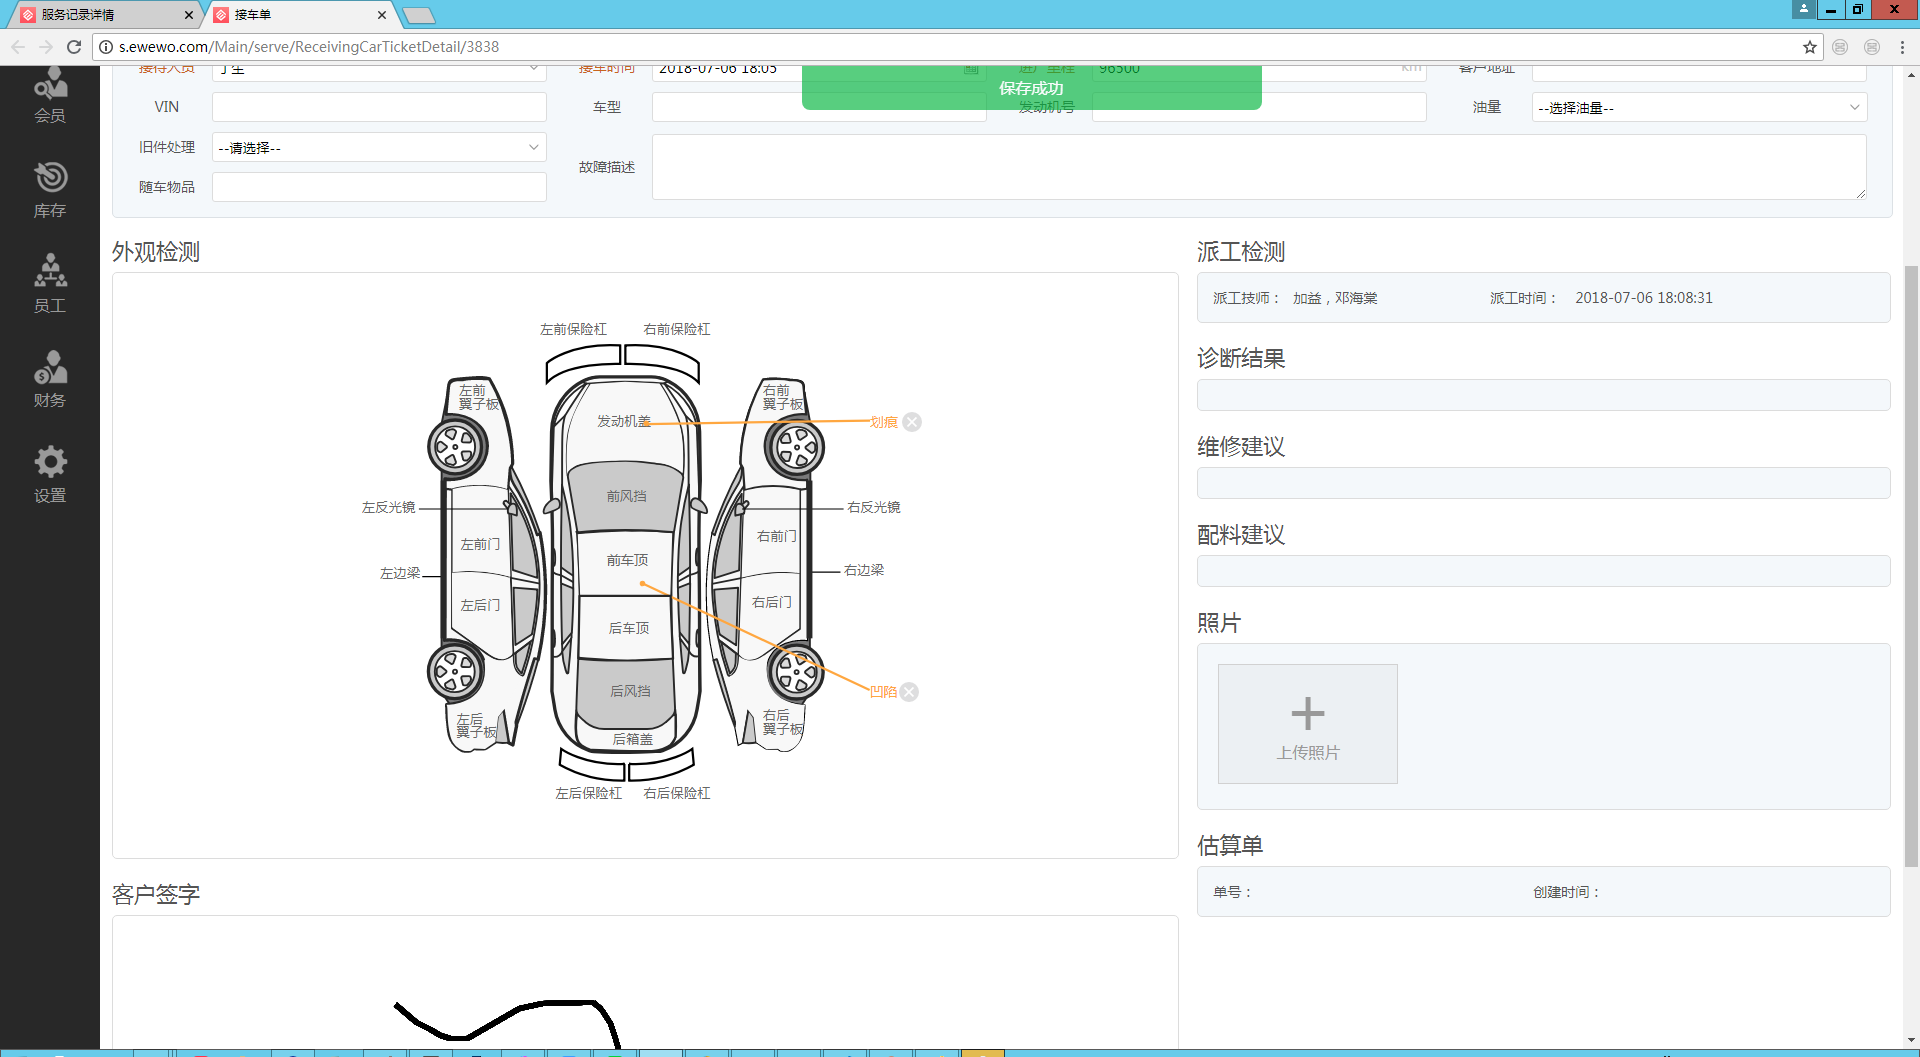 服务记录详情
接车单
s.ewewo.com/Main/serve/ReceivingCarTicketDetail/3838
接待人员 丁生 接车时间 2018-07-06 18:05 进厂里程 96500 km 客户地址
保存成功
VIN 车型 发动机号 油量 --选择油量--
旧件处理 --请选择--
故障描述
随车物品
会员
库存
员工
财务
设置
外观检测
左前保险杠 右前保险杠
左前
翼子板
右前
翼子板
发动机盖
划痕
前风挡
左反光镜
右反光镜
左前门
右前门
前车顶
左边梁
右边梁
左后门
右后门
后车顶
后风挡
凹陷
左后
翼子板
右后
翼子板
后箱盖
左后保险杠 右后保险杠
客户签字
派工检测
派工技师： 加益，邓海棠 派工时间： 2018-07-06 18:08:31
诊断结果
维修建议
配料建议
照片
上传照片
估算单
单号： 创建时间：